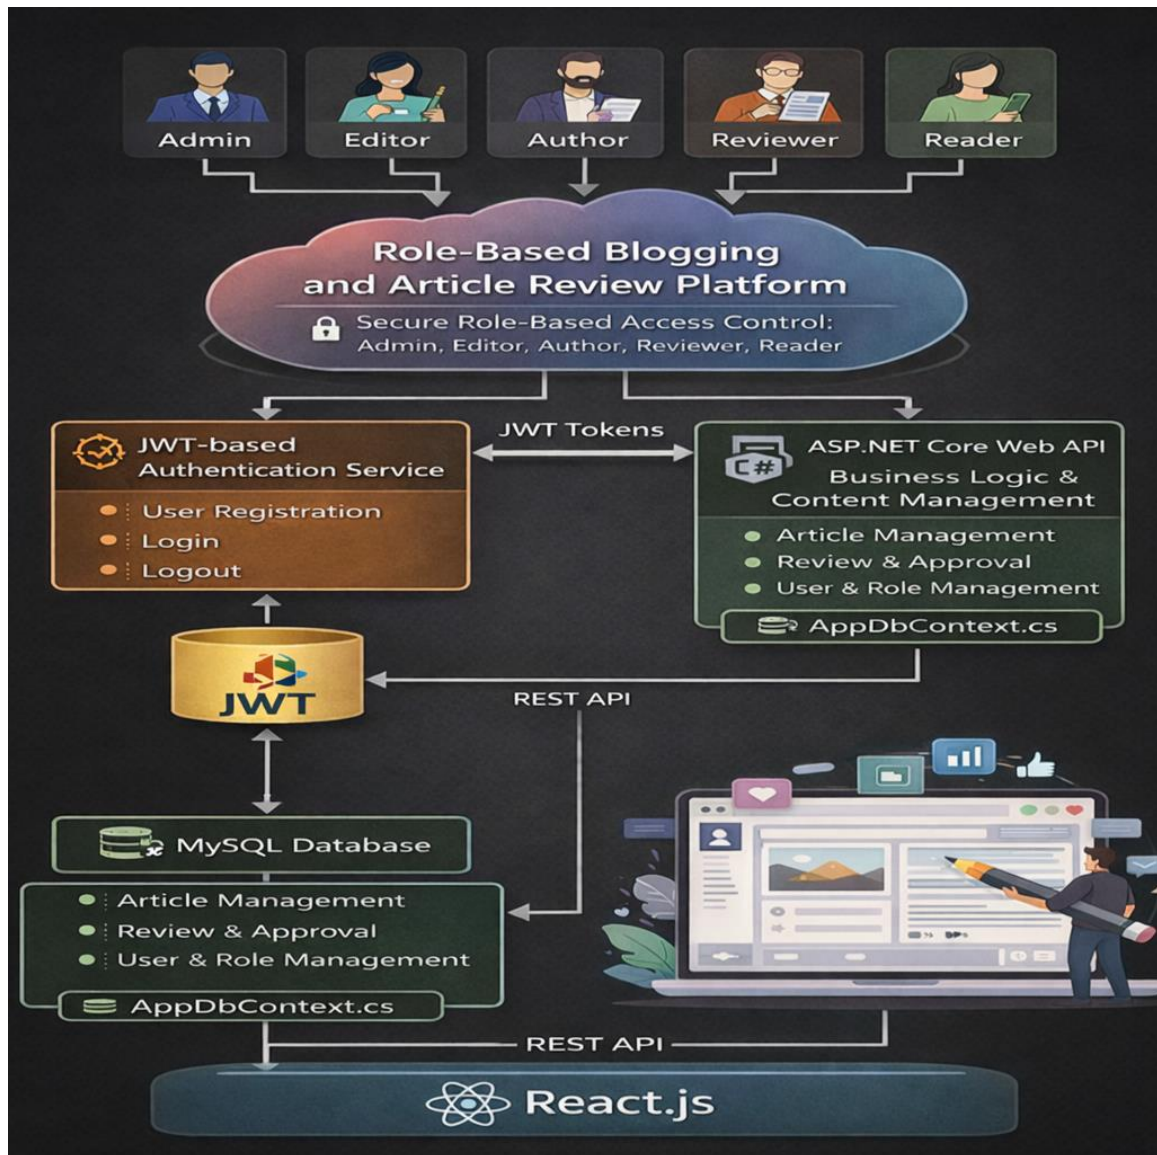 Admin
Editor
Author
Reviewer
Reader
Role-Based Blogging
and Article Review Platform
Secure Role-Based Access Control:
Admin, Editor, Author, Reviewer, Reader
JWT-based
Authentication Service
User Registration
Login
Logout
JWT Tokens
C#
ASP.NET Core Web API
Business Logic &
Content Management
Article Management
Review & Approval
User & Role Management
AppDbContext.cs
JWT
REST API
MySQL Database
Article Management
Review & Approval
User & Role Management
AppDbContext.cs
REST API
React.js